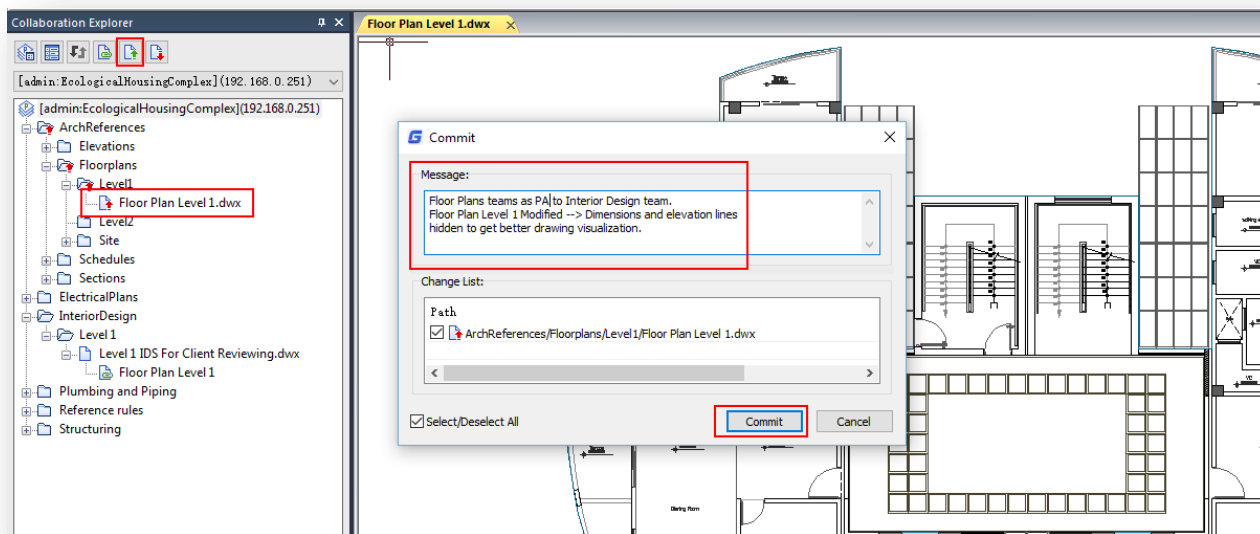 Collaboration Explorer
Floor Plan Level 1.dwx
[admin:EcologicalHousingComplex](192.168.0.251)
[admin:EcologicalHousingComplex](192.168.0.251)
ArchReferences
Elevations
Floorplans
Level1
Floor Plan Level 1.dwx
Level2
Site
Schedules
Sections
ElectricalPlans
InteriorDesign
Level 1
Level 1 IDS For Client Reviewing.dwx
Floor Plan Level 1
Plumbing and Piping
Reference rules
Structuring
Commit
Message:
Floor Plans teams as PA to Interior Design team.
Floor Plan Level 1 Modified --> Dimensions and elevation lines
hidden to get better drawing visualization.
Change List:
Path
ArchReferences/Floorplans/Level1/Floor Plan Level 1.dwx
Select/Deselect All
Commit
Cancel